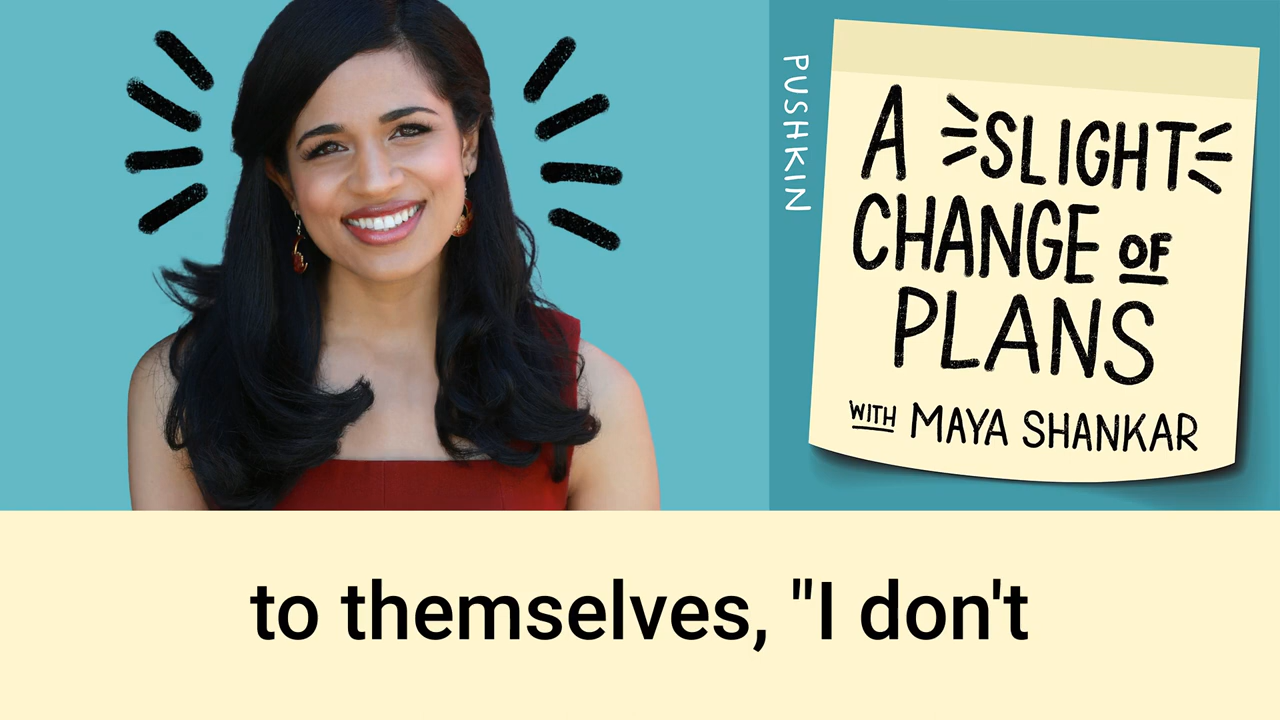 PUSHKIN
A SLIGHT
CHANGE OF
PLANS
WITH MAYA SHANKAR
to themselves, "I don't